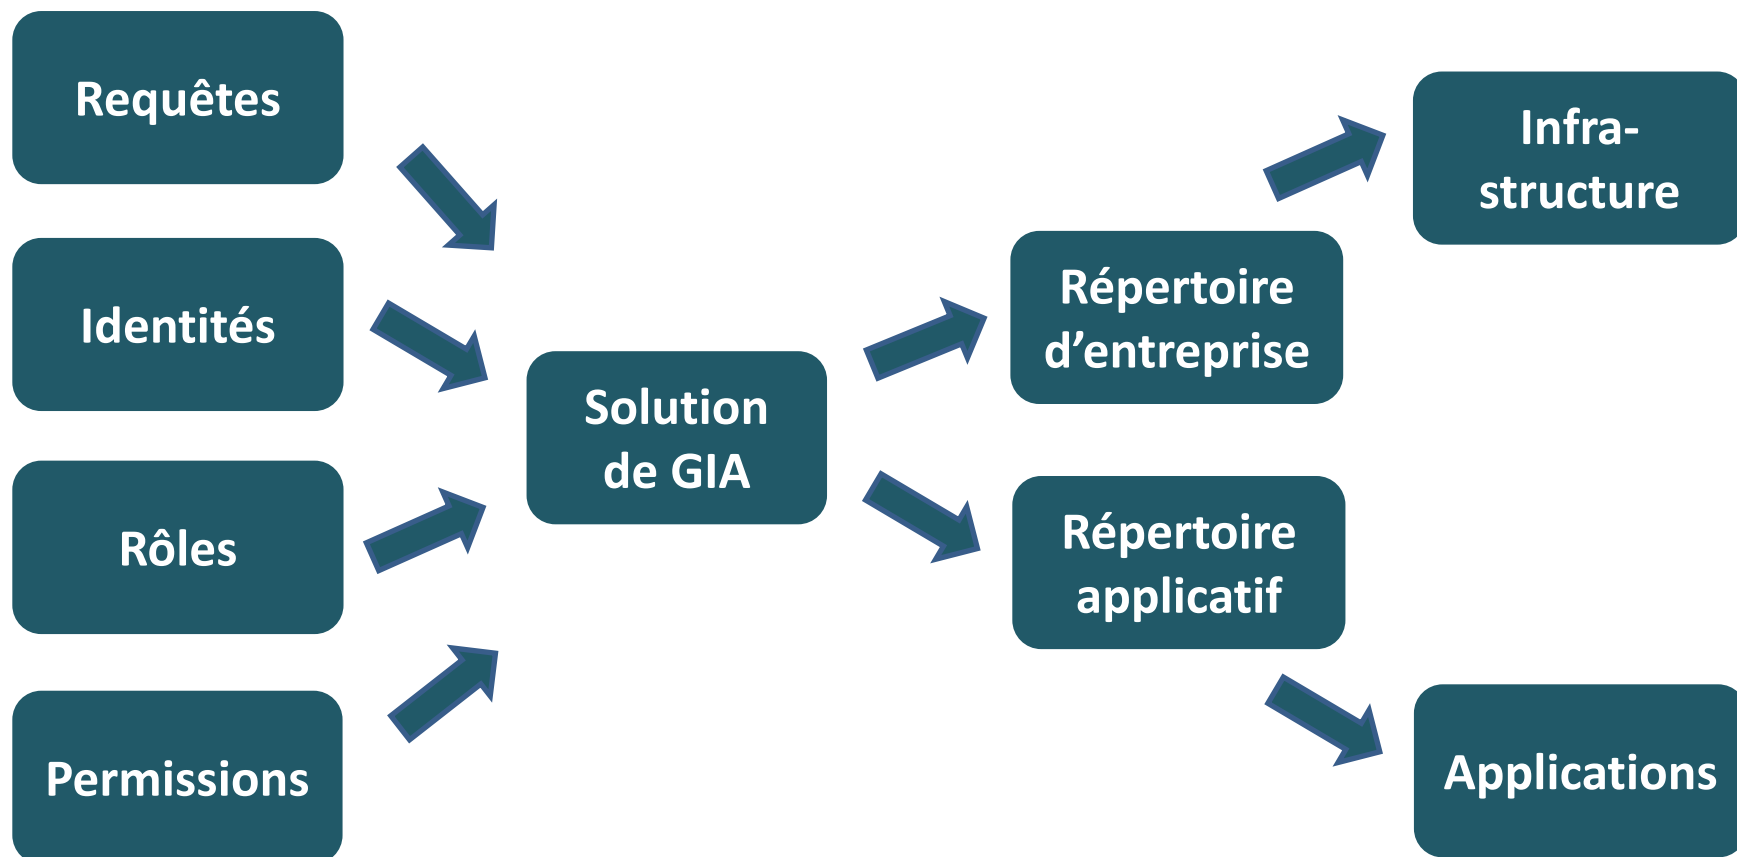 Requêtes
Identités
Rôles
Permissions
Solution
de GIA
Répertoire
d’entreprise
Répertoire
applicatif
Infra-
structure
Applications